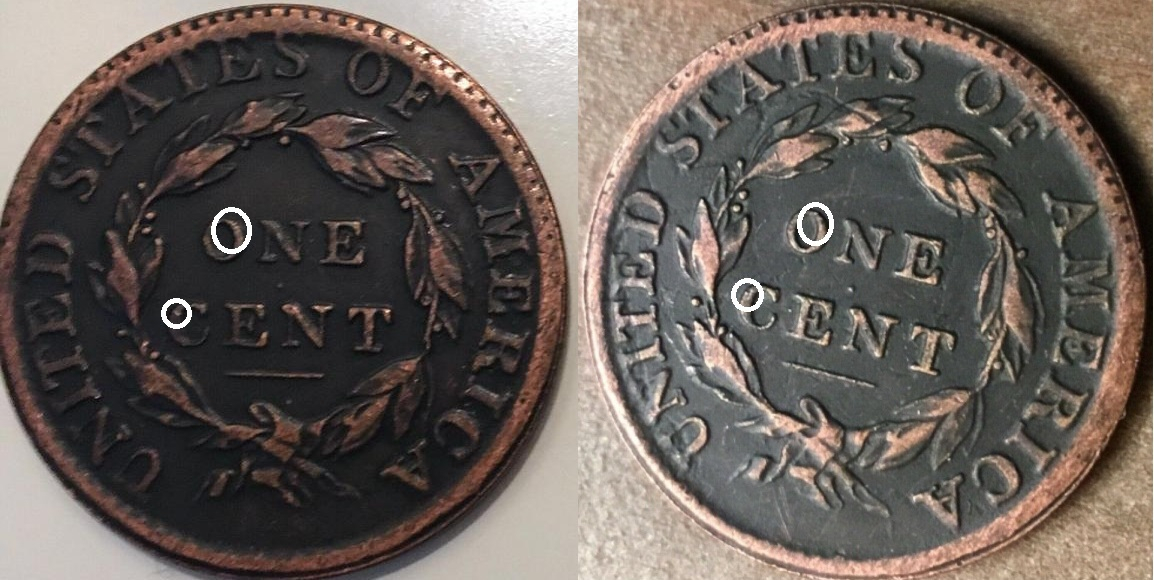 UNITED STATES OF AMERICA
ONE
CENT
UNITED STATES OF AMERICA
ONE
CENT